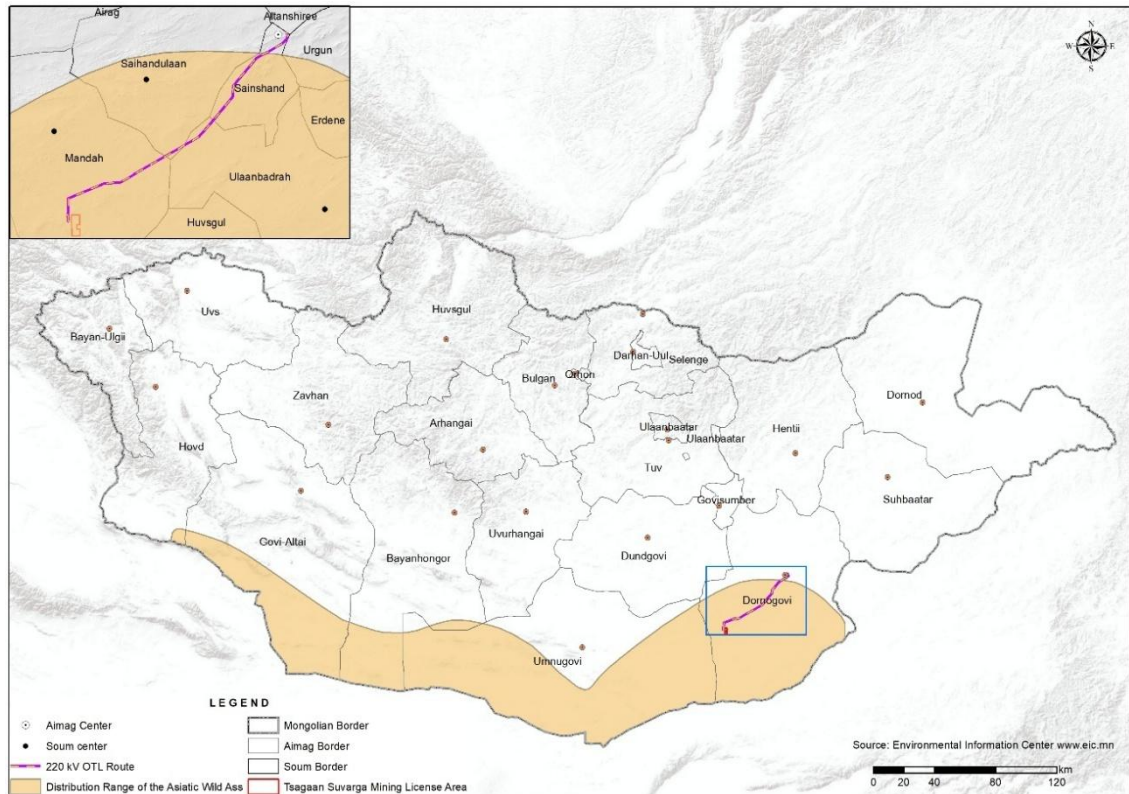 Airag
Altanshiree
Urgun
Saihandulaan
Sainshand
Erdene
Mandah
Ulaanbadrah
Huvsgul
N
W E
S
Uvs
Huvsgul
Bayan-Ulgii
Darhan-Uul
Selenge
Orhon
Bulgan
Dornod
Zavhan
Arhangai
Ulaanbaatar
Hentii
Ulaanbaatar
Hovd
Tuv
Suhbaatar
Govisumber
Uvurhangai
Govi-Altai
Dundgovi
Bayanhongor
Dornogovi
Umnugovi
LEGEND
Aimag Center
Mongolian Border
Soum center
Aimag Border
220 kV OTL Route
Soum Border
Distribution Range of the Asiatic Wild Ass
Tsagaan Suvarga Mining License Area
Source: Environmental Information Center www.eic.mn
km
0 20 40 60 80 120